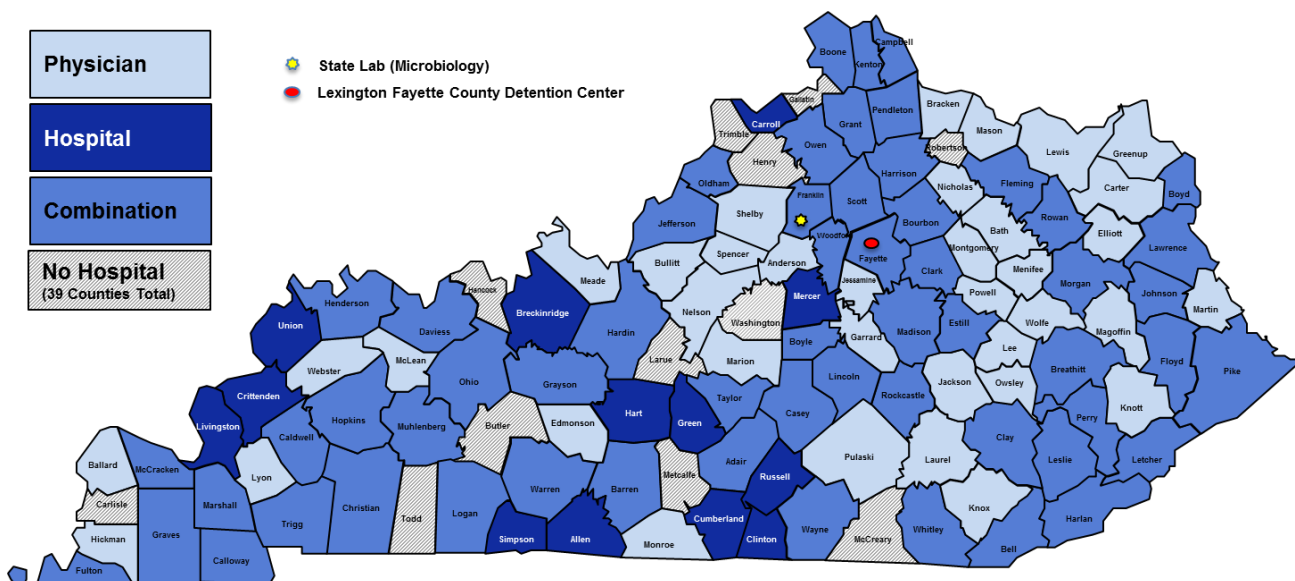 Physician
Hospital
Combination
No Hospital
(39 Counties Total)
State Lab (Microbiology)
Lexington Fayette County Detention Center
Boone
Kenton
Campbell
Gallatin
Carroll
Trimble
Henry
Owen
Grant
Pendleton
Bracken
Mason
Robertson
Lewis
Greenup
Carter
Boyd
Oldham
Franklin
Scott
Harrison
Nicholas
Fleming
Rowan
Elliott
Lawrence
Jefferson
Shelby
Woodford
Bourbon
Bath
Montgomery
Menifee
Morgan
Johnson
Martin
Spencer
Anderson
Fayette
Clark
Powell
Wolfe
Magoffin
Floyd
Pike
Bullitt
Meade
Hancock
Breckinridge
Hardin
Nelson
Washington
Mercer
Jessamine
Garrard
Madison
Estill
Lee
Breathitt
Knott
Henderson
Union
Daviess
Webster
McLean
Ohio
Grayson
Larue
Marion
Boyle
Lincoln
Rockcastle
Jackson
Owsley
Perry
Crittenden
Livingston
Caldwell
Hopkins
Muhlenberg
Butler
Edmonson
Hart
Green
Taylor
Casey
Pulaski
Laurel
Clay
Leslie
Letcher
Ballard
McCracken
Lyon
Marshall
Carlisle
Hickman
Graves
Fulton
Calloway
Trigg
Christian
Todd
Logan
Warren
Barren
Metcalfe
Adair
Russell
Simpson
Allen
Monroe
Cumberland
Clinton
Wayne
McCreary
Whitley
Knox
Bell
Harlan